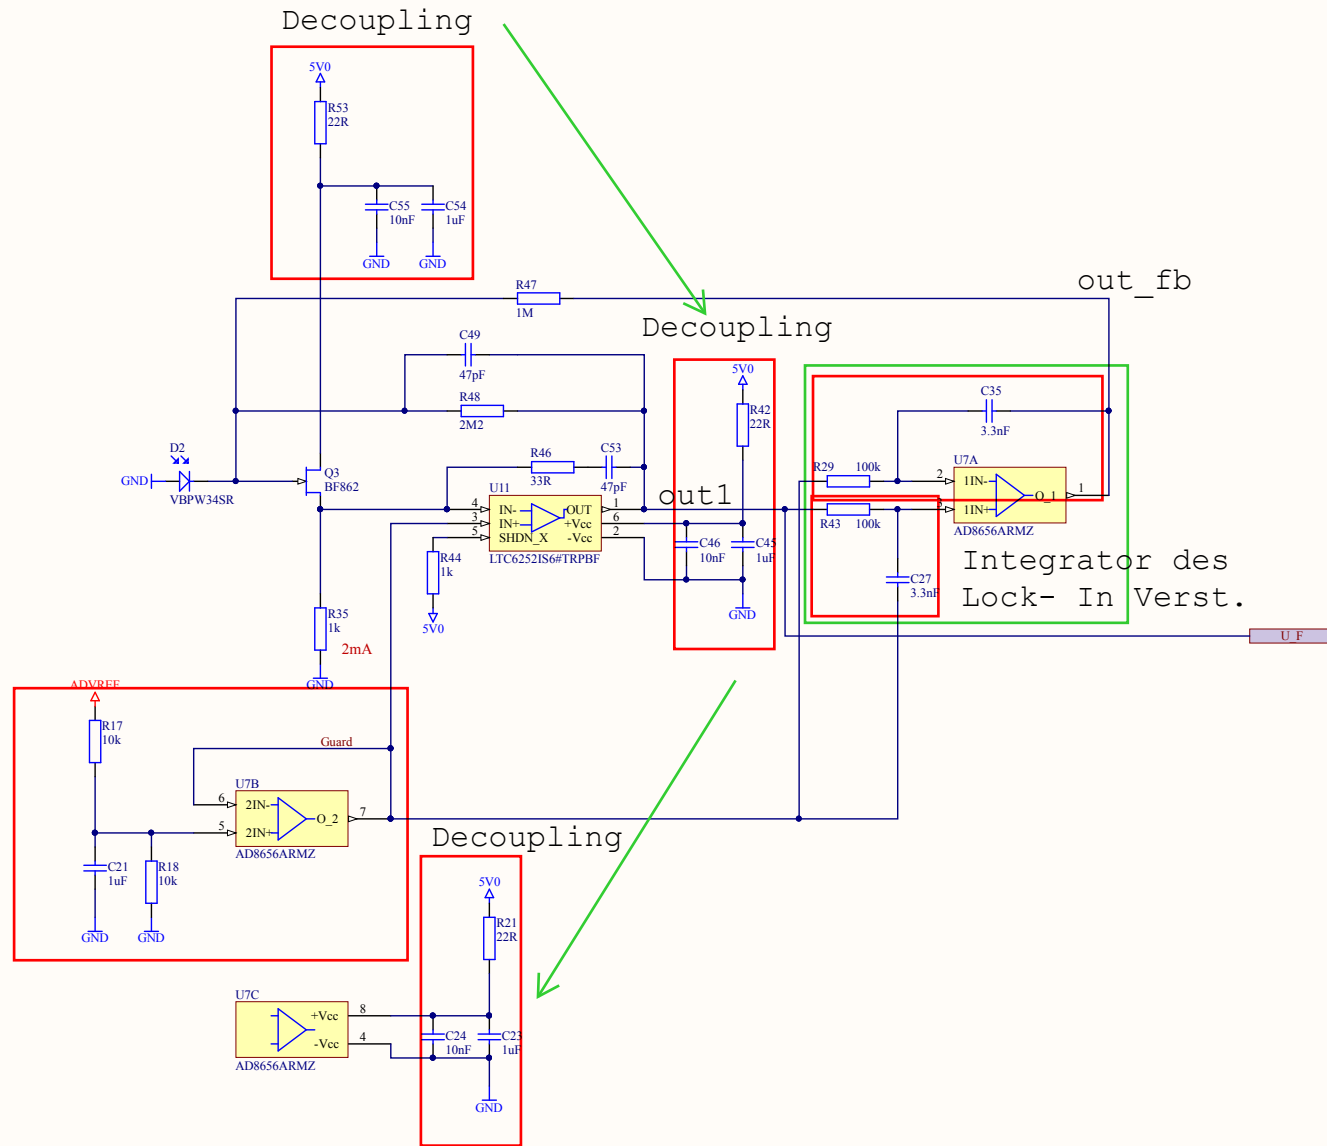 Decoupling
5V0
R53
22R
C55
10nF
C54
1uF
GND
GND
out_fb
R47
1M
Decoupling
C49
47pF
5V0
R48
2M2
R42
22R
C35
3.3nF
D2
GND
VBPW34SR
Q3
BF862
R46
33R
C53
47pF
U11
4 IN- OUT 1
3 IN+ +Vcc 6
5 SHDN_X -Vcc 2
LTC6252IS6#TRPBF
out1
R29 100k
R43 100k
U7A
2 1IN- O_1 1
3 1IN+
AD8656ARMZ
C46
10nF
C45
1uF
GND
R44
1k
5V0
C27
3.3nF
Integrator des
Lock- In Verst.
U_F
R35
1k
2mA
GND
ADVREF
R17
10k
Guard
U7B
6 2IN- O_2 7
5 2IN+
AD8656ARMZ
C21
1uF
R18
10k
GND
GND
Decoupling
5V0
R21
22R
U7C
+Vcc 8
-Vcc 4
AD8656ARMZ
C24
10nF
C23
1uF
GND